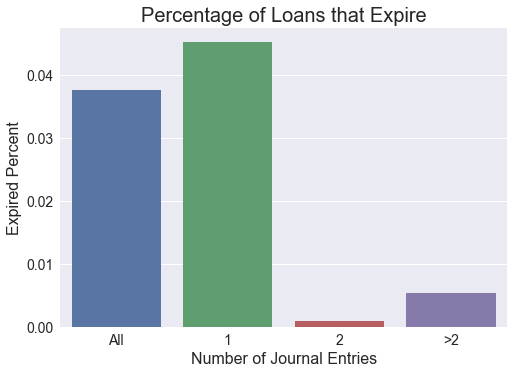 Percentage of Loans that Expire
Expired Percent
0.04
0.03
0.02
0.01
0.00
All 1 2 >2
Number of Journal Entries